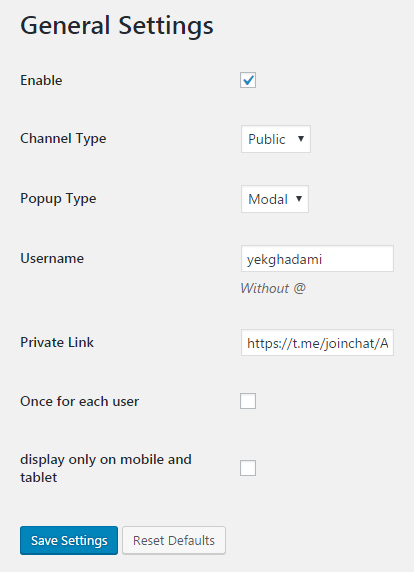 General Settings
Enable
Channel Type Public
Popup Type Modal
Username yekghadami
Without @
Private Link https://t.me/joinchat/A
Once for each user
display only on mobile and
tablet
Save Settings Reset Defaults